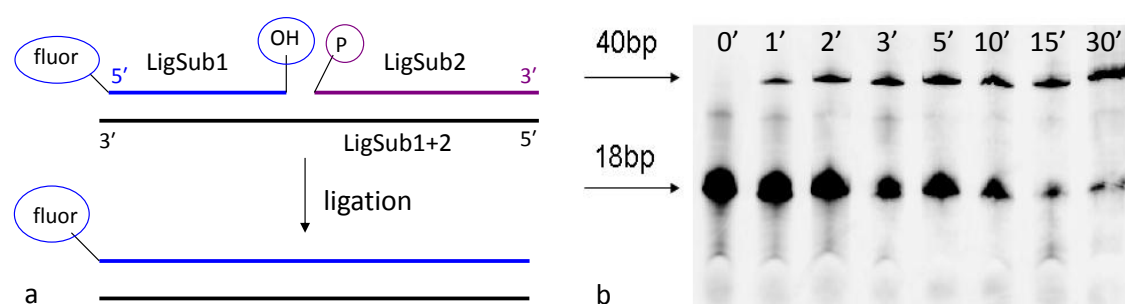 fluor
5’
LigSub1
OH
P
LigSub2
3’
3’
LigSub1+2
5’
ligation
fluor
a
40bp
0’ 1’ 2’ 3’ 5’ 10’ 15’ 30’
18bp
b